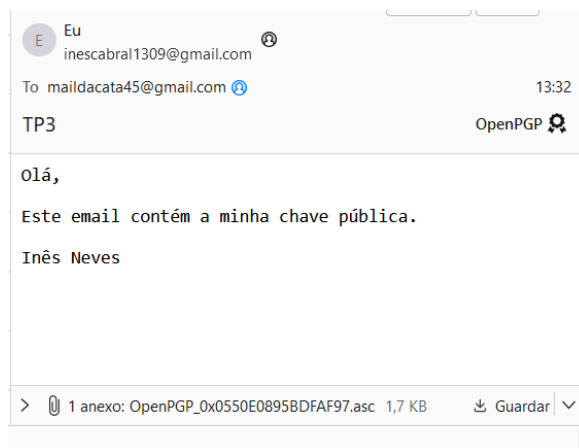 E
Eu
inescabral1309@gmail.com
To maildacata45@gmail.com 13:32
TP3 OpenPGP
Olá,
Este email contém a minha chave pública.
Inês Neves
1 anexo: OpenPGP_0x0550E0895BDFAF97.asc 1,7 KB Guardar